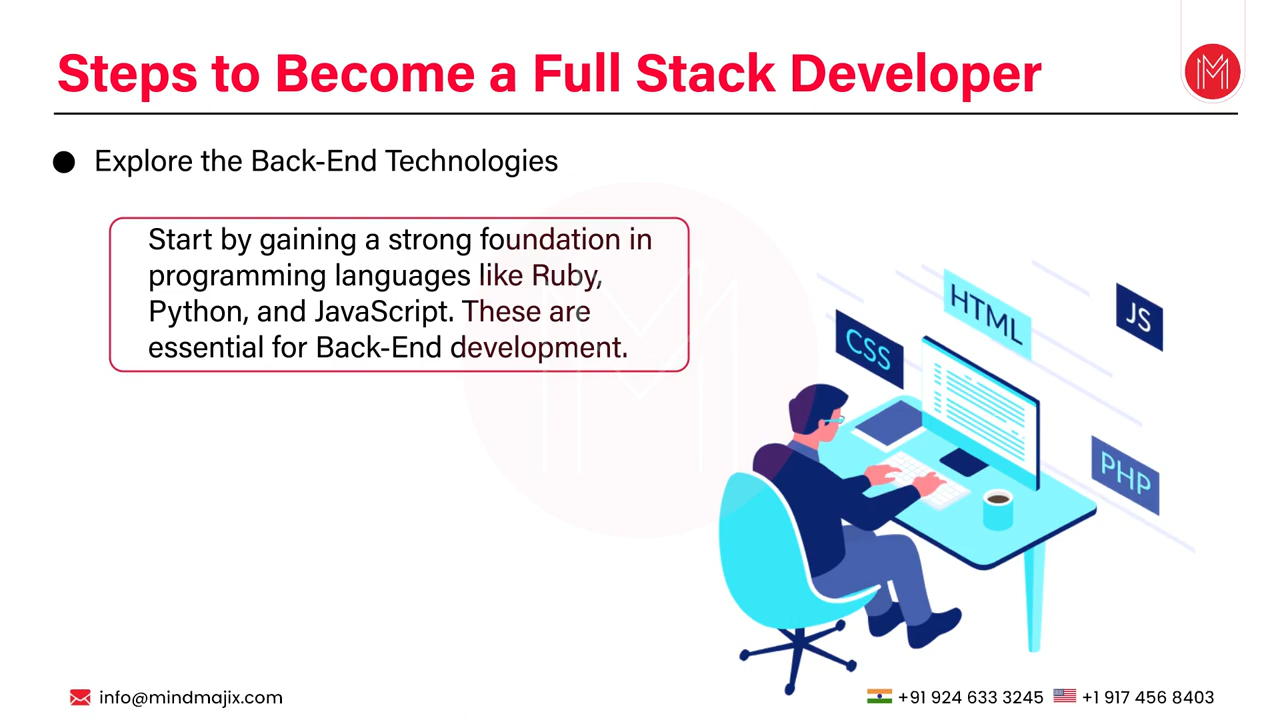 Steps to Become a Full Stack Developer
Explore the Back-End Technologies
Start by gaining a strong foundation in
programming languages like Ruby,
Python, and JavaScript. These are
essential for Back-End development.
HTML
JS
CSS
PHP
info@mindmajix.com
+91 924 633 3245
+1 917 456 8403